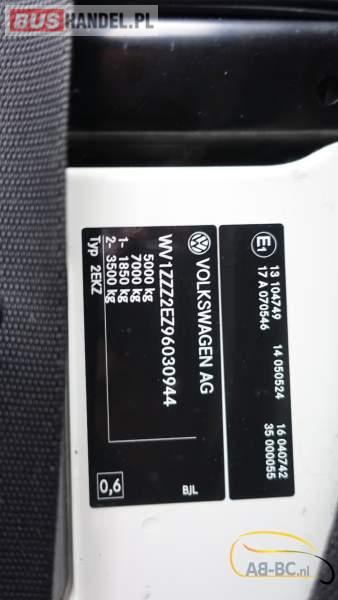 BUSHANDEL.PL
E1 13 104749 14 050524 16 040742
17 A 070546 35 000055
VOLKSWAGEN AG
WV1ZZZ2EZ96030944
5000 kg
7000 kg
1- 1850 kg
2- 3500 kg
Typ 2EKZ
BJL
0,6
AB-BC.nl